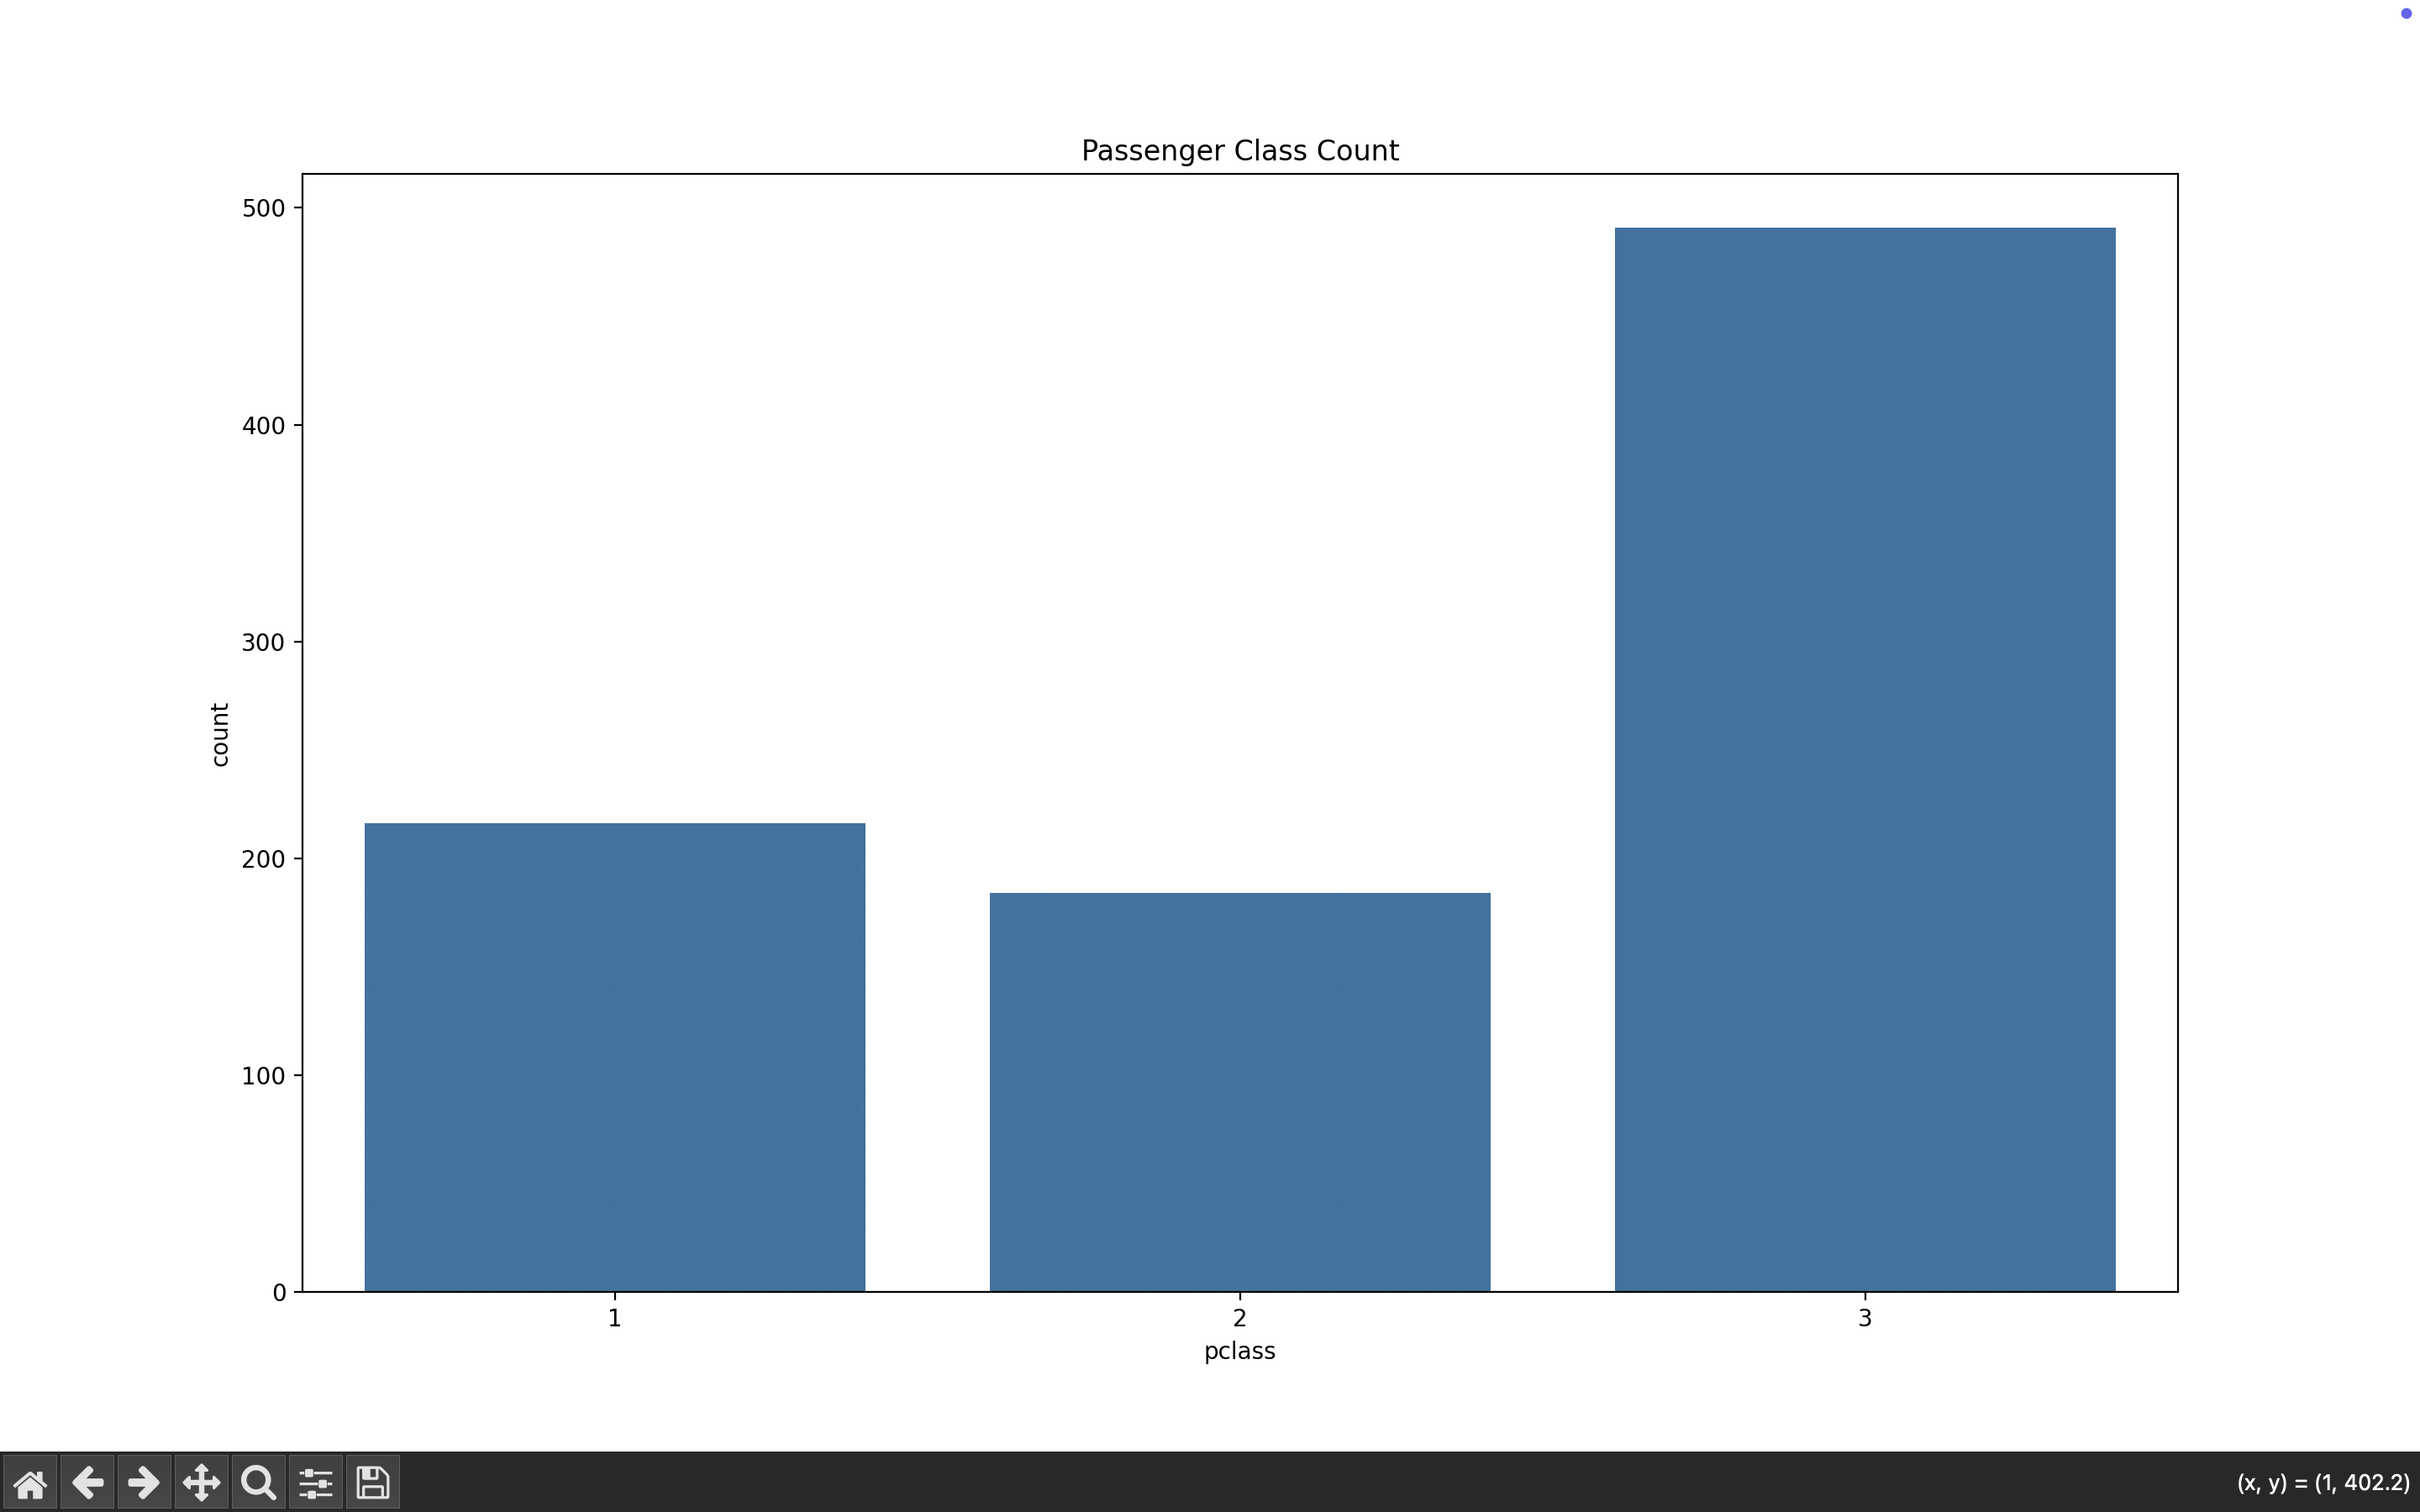 Passenger Class Count
500
400
300
200
100
0
count
1 2 3
pclass
(x, y) = (1, 402.2)